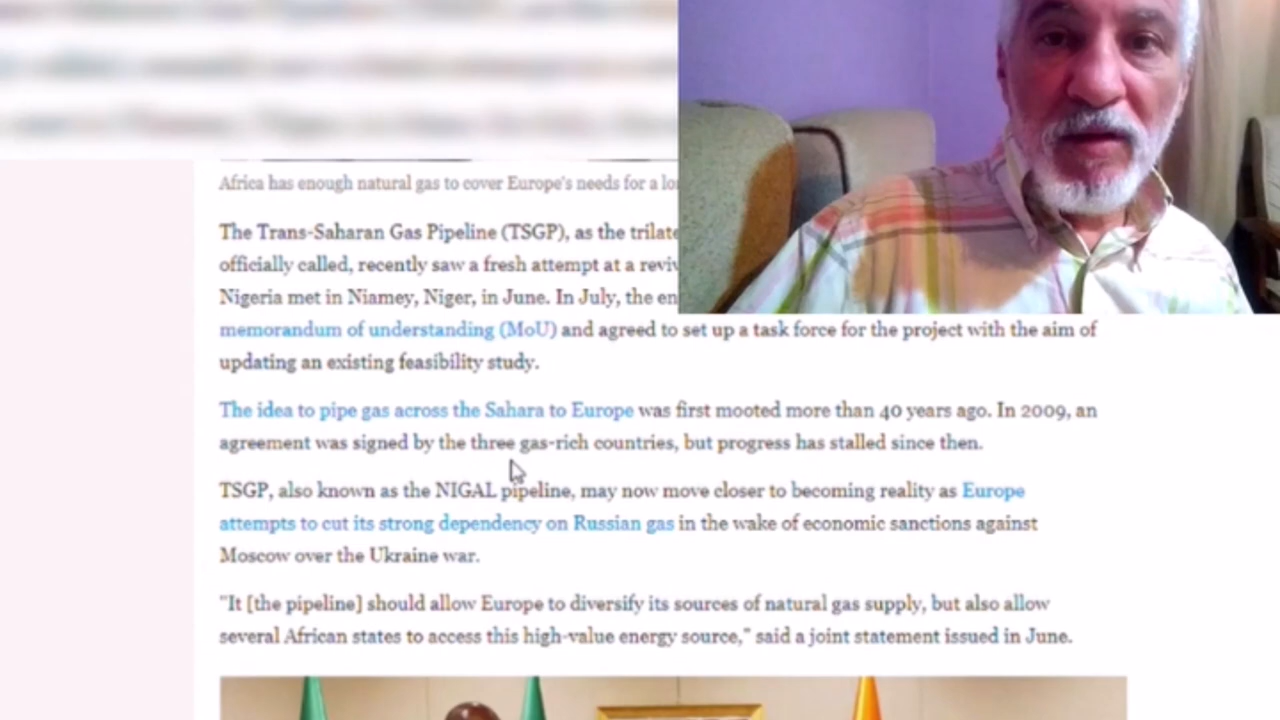 Africa has enough natural gas to cover Europe's needs for a
The Trans-Saharan Gas Pipeline (TSGP), as the
officially called, recently saw a fresh attempt at a
Nigeria met in Niamey, Niger, in June. In July, the
memorandum of understanding (MoU) and agreed to set up a task force for the project with the aim of
updating an existing feasibility study.
The idea to pipe gas across the Sahara to Europe was first mooted more than 40 years ago. In 2009, an
agreement was signed by the three gas-rich countries, but progress has stalled since then.
TSGP, also known as the NIGAL pipeline, may now move closer to becoming reality as Europe
attempts to cut its strong dependency on Russian gas in the wake of economic sanctions against
Moscow over the Ukraine war.
"It [the pipeline] should allow Europe to diversify its sources of natural gas supply, but also allow
several African states to access this high-value energy source," said a joint statement issued in June.